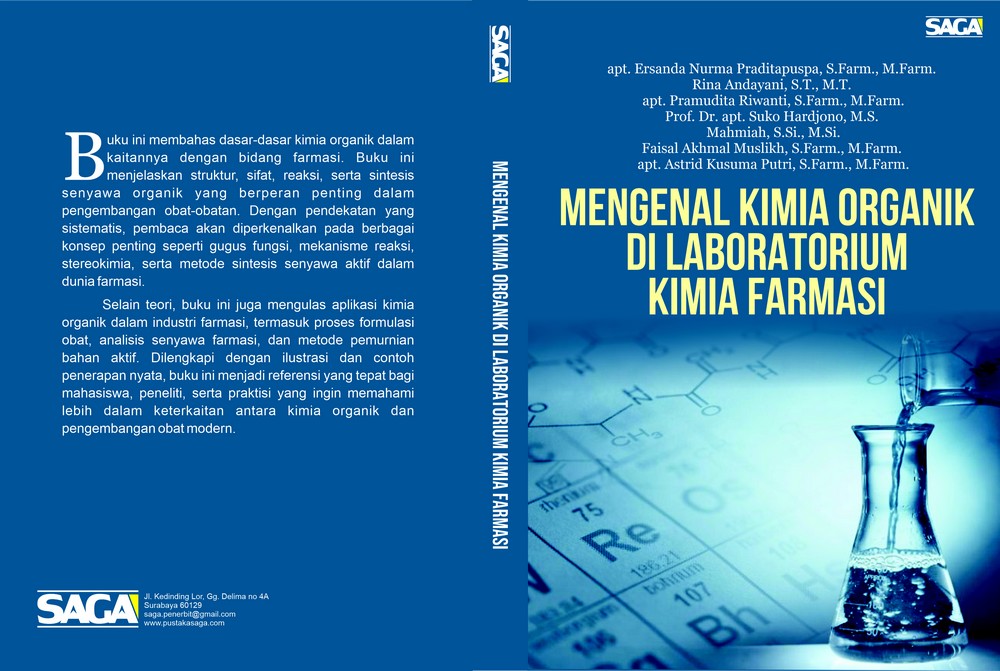 Buku ini membahas dasar-dasar kimia organik dalam
kaitannya dengan bidang farmasi. Buku ini
menjelaskan struktur, sifat, reaksi, serta sintesis
senyawa organik yang berperan penting dalam
pengembangan obat-obatan. Dengan pendekatan yang
sistematis, pembaca akan diperkenalkan pada berbagai
konsep penting seperti gugus fungsi, mekanisme reaksi,
stereokimia, serta metode sintesis senyawa aktif dalam
dunia farmasi.
Selain teori, buku ini juga mengulas aplikasi kimia
organik dalam industri farmasi, termasuk proses formulasi
obat, analisis senyawa farmasi, dan metode pemurnian
bahan aktif. Dilengkapi dengan ilustrasi dan contoh
penerapan nyata, buku ini menjadi referensi yang tepat bagi
mahasiswa, peneliti, serta praktisi yang ingin memahami
lebih dalam keterkaitan antara kimia organik dan
pengembangan obat modern.
SAGA
Jl. Kedinding Lor, Gg. Delima no 4A
Surabaya 60129
saga.penerbit@gmail.com
www.pustakasaga.com
SAGA
MENGENAL KIMIA ORGANIK DI LABORATORIUM KIMIA FARMASI
SAGA
apt. Ersanda Nurma Praditapuspa, S.Farm., M.Farm.
Rina Andayani, S.T., M.T.
apt. Pramudita Riwanti, S.Farm., M.Farm.
Prof. Dr. apt. Suko Hardjono, M.S.
Mahmiah, S.Si., M.Si.
Faisal Akhmal Muslikh, S.Farm., M.Farm.
apt. Astrid Kusuma Putri, S.Farm., M.Farm.
MENGENAL KIMIA ORGANIK
DI LABORATORIUM
KIMIA FARMASI
CH3
rhenium
75
Re
186.21
bohrium
107
Bh
76
Os
108
Hs
106